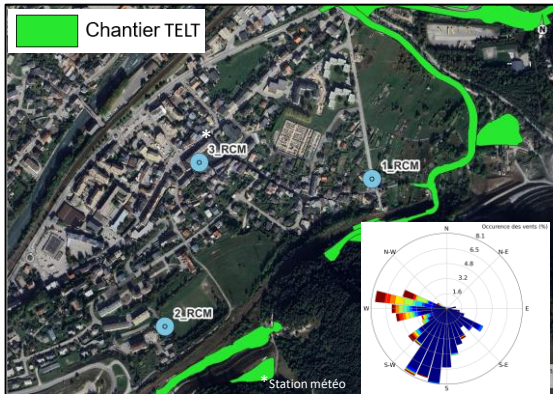 Chantier TELT
N
3_RCM
1_RCM
2_RCM
*Station météo
Occurence des vents (%)
N
8.1
6.5
4.8
3.2
1.6
N-W
N-E
W
E
S-W
S-E
S